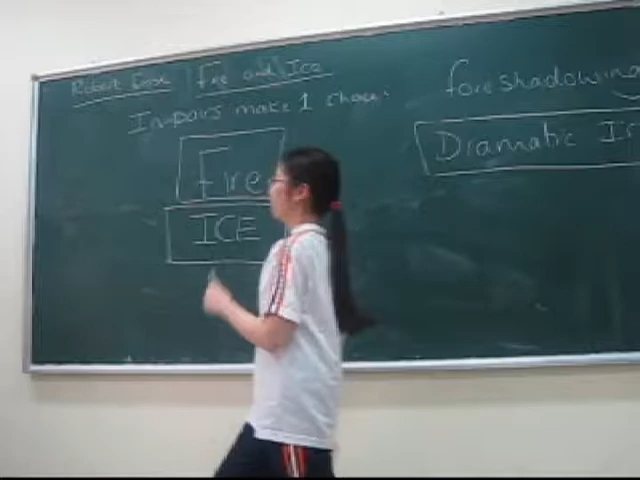 Robert Frost Fire and Ice
In-pairs make 1 choice:
Fire
ICE
foreshadowing
Dramatic Ir